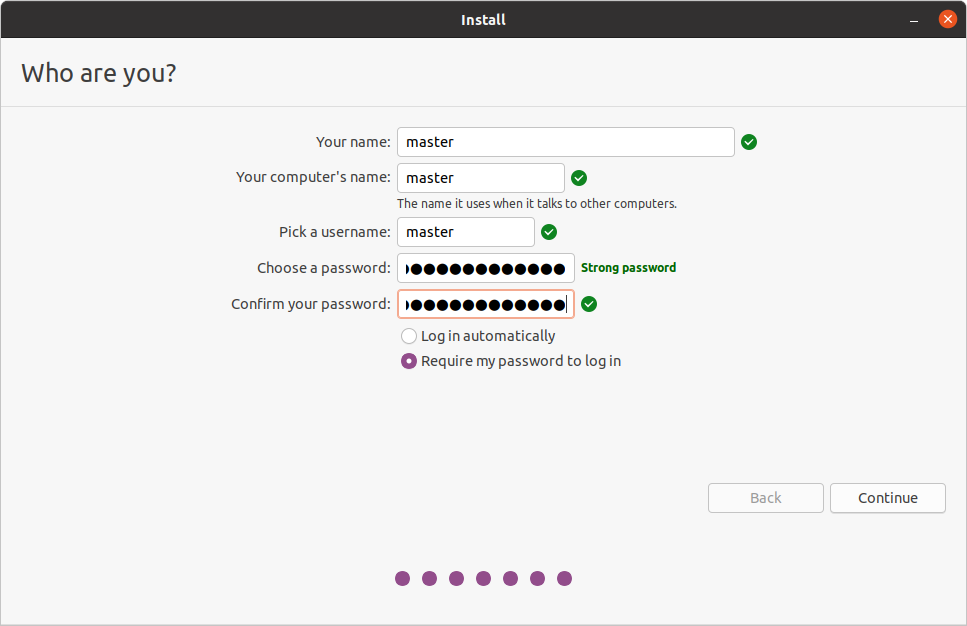 Install
Who are you?
Your name: master
Your computer's name: master
The name it uses when it talks to other computers.
Pick a username: master
Choose a password: Strong password
Confirm your password:
Log in automatically
Require my password to log in
Back Continue